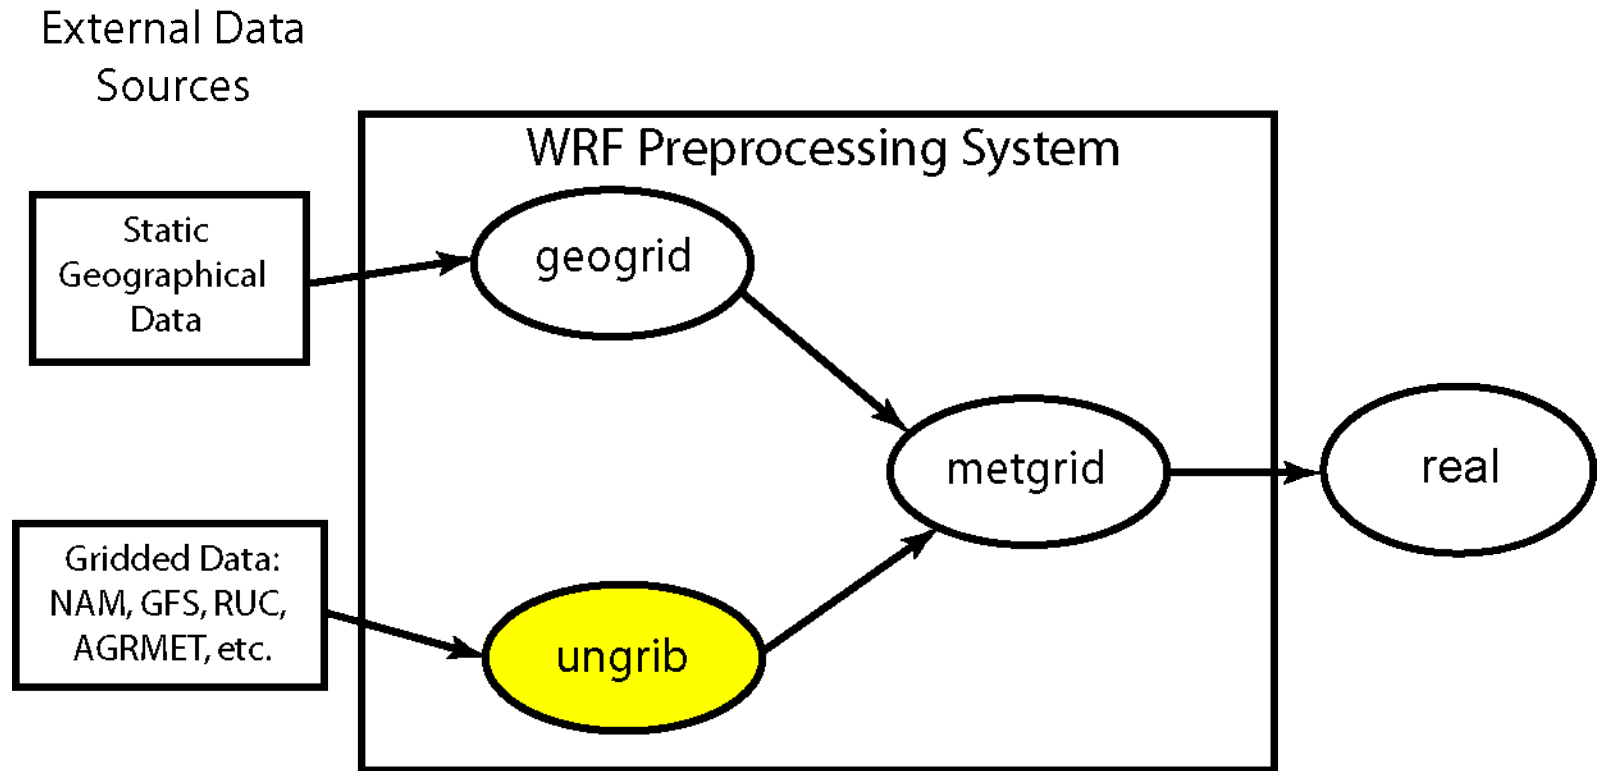 External Data
Sources
WRF Preprocessing System
Static
Geographical
Data
geogrid
metgrid
real
Gridded Data:
NAM, GFS, RUC,
AGRMET, etc.
ungrib